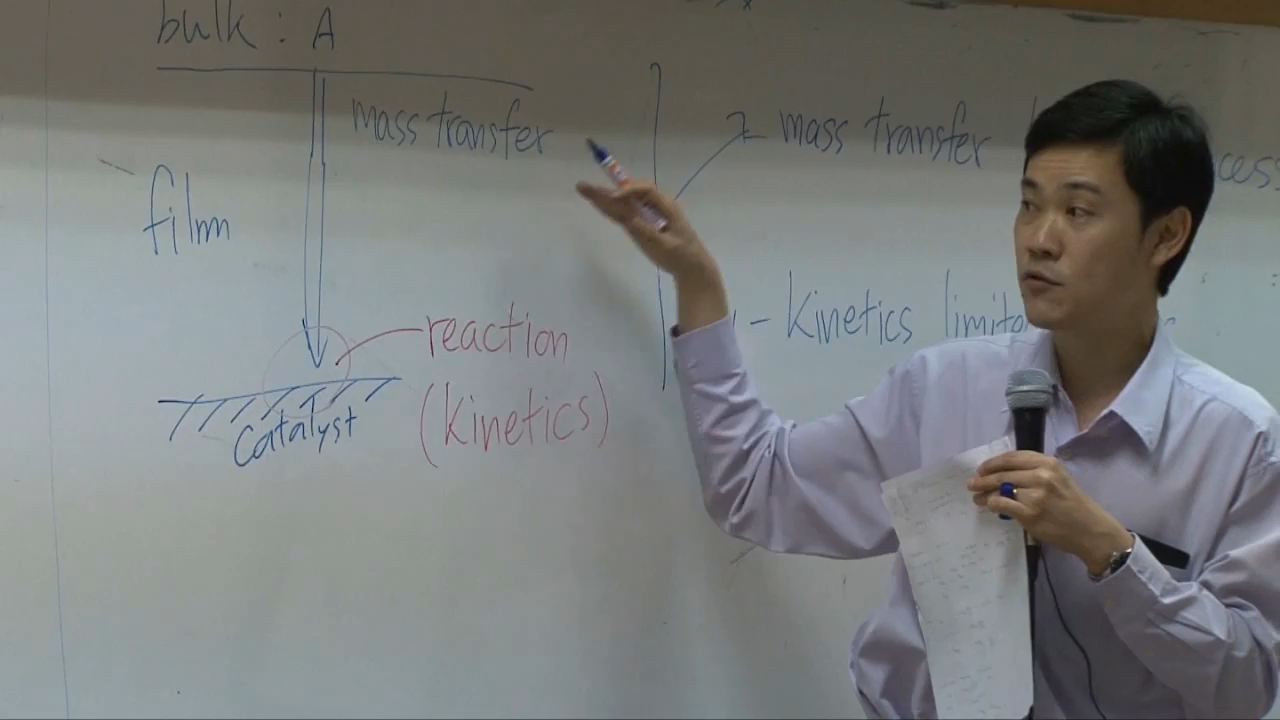 bulk : A
mass transfer
film
reaction
(kinetics)
catalyst
mass transfer
- kinetics